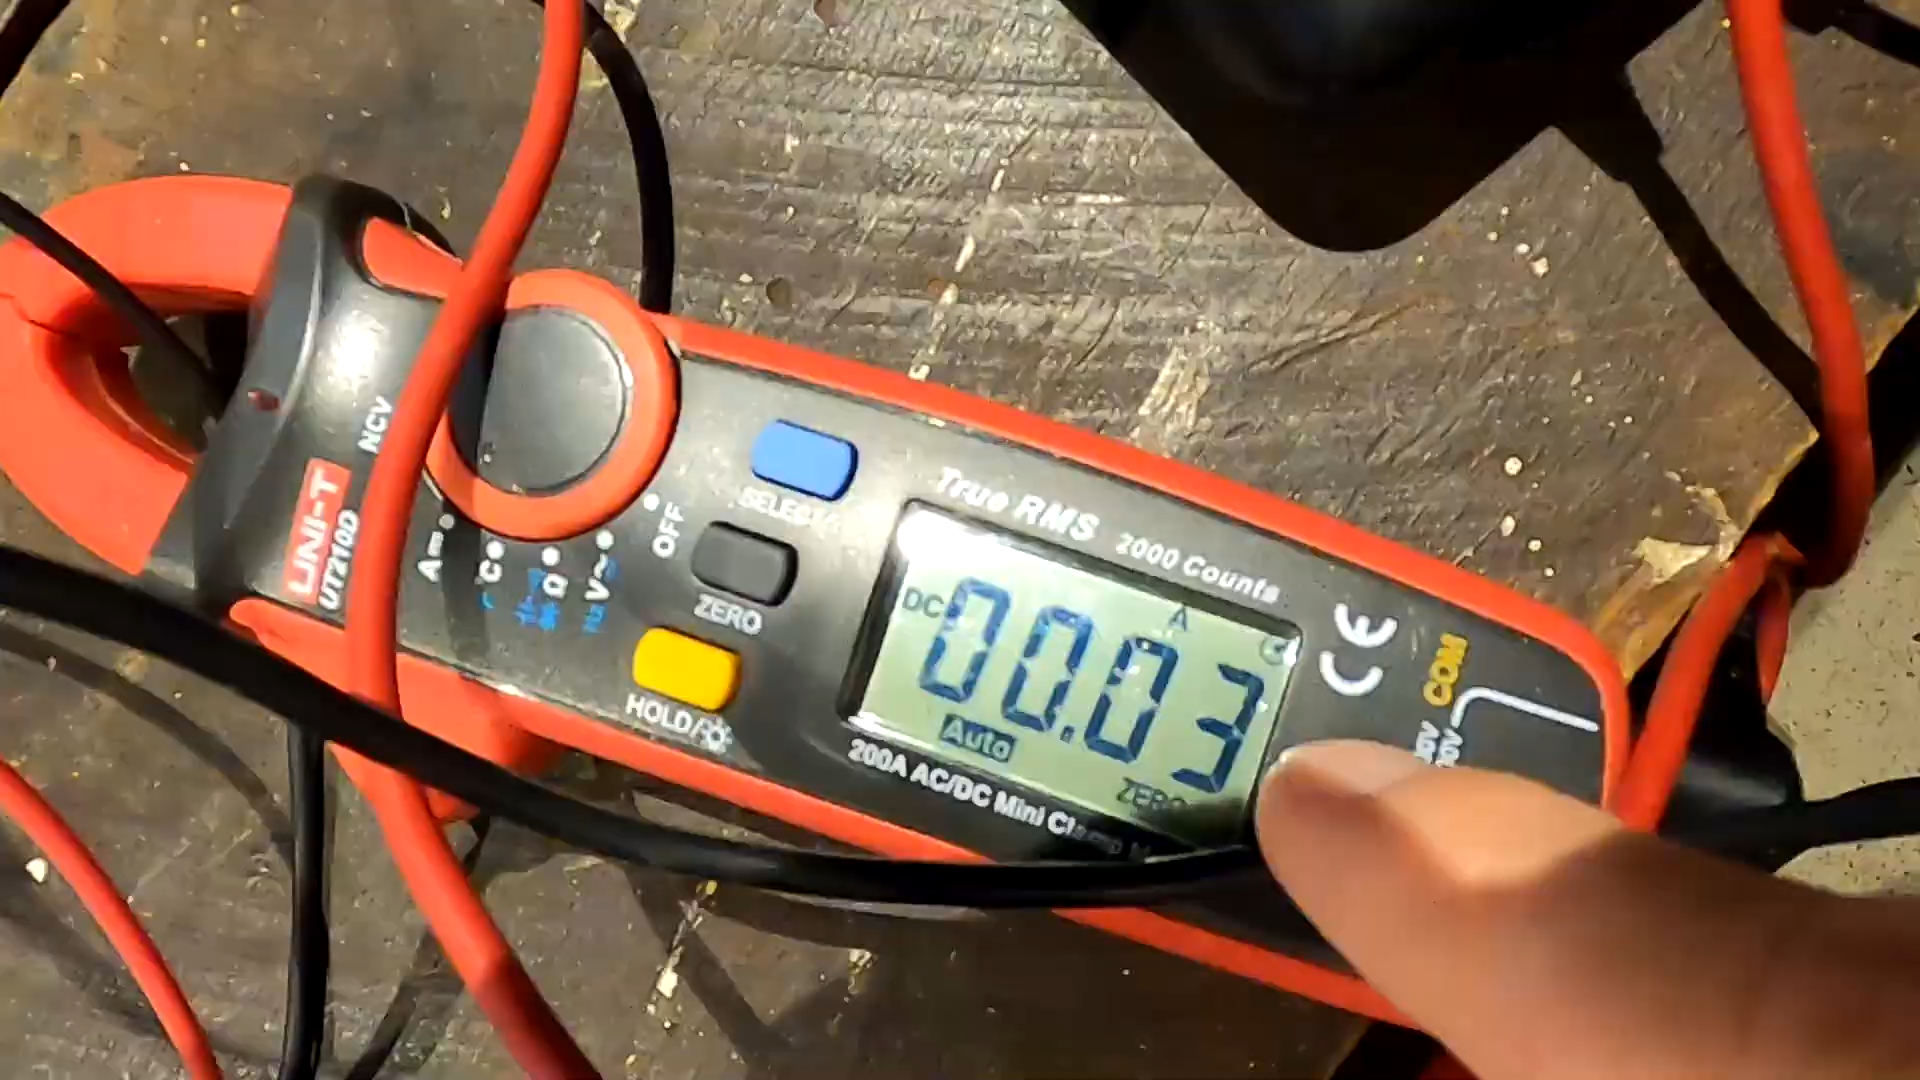 NCV
UNI-T
UT210D
A
°C
Ω
V~
OFF
SELECT
ZERO
HOLD/
True RMS 2000 Counts
DC A
00.03
Auto
ZERO
200A AC/DC Mini Clamp
CE
COM